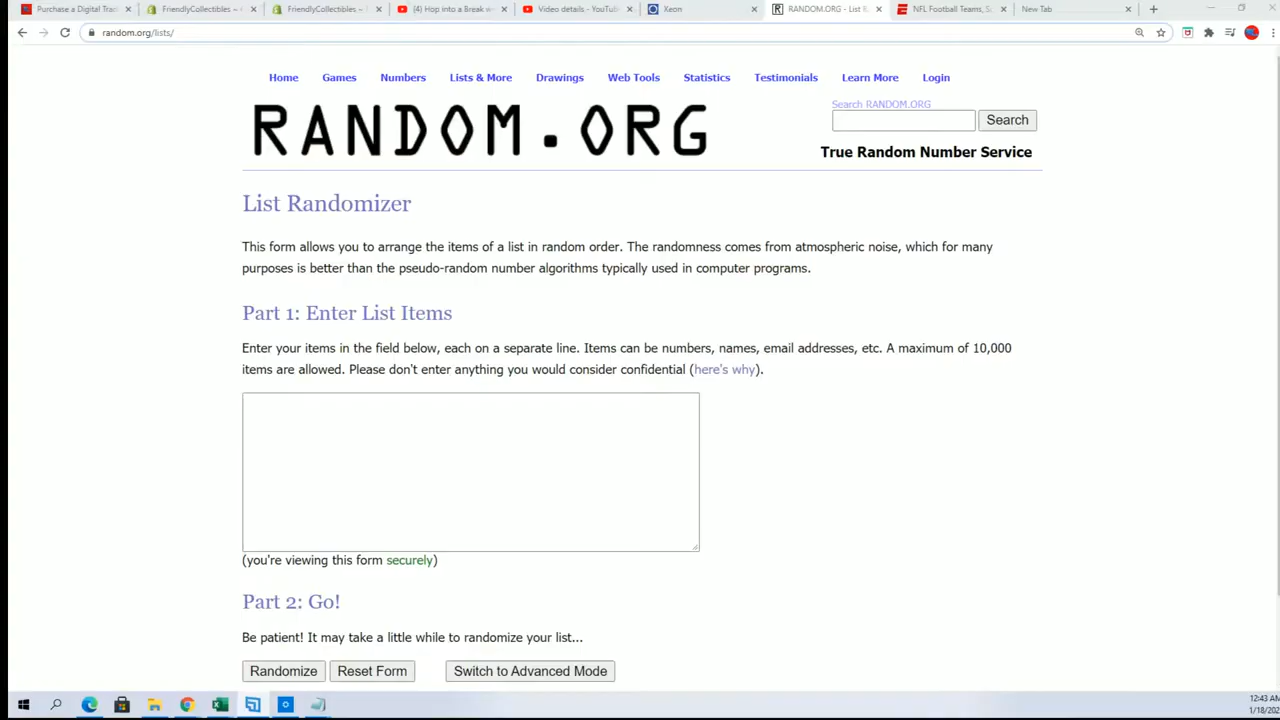 Purchase a Digital Tra
FriendlyCollectibles ~
FriendlyCollectibles ~
(4) Hop into a Break w
Video details - YouTu
Xeon
RANDOM.ORG - List R
NFL Football Teams, S
New Tab
random.org/lists/
Home Games Numbers Lists & More Drawings Web Tools Statistics Testimonials Learn More Login
RANDOM.ORG
Search RANDOM.ORG
Search
True Random Number Service
List Randomizer
This form allows you to arrange the items of a list in random order. The randomness comes from atmospheric noise, which for many
purposes is better than the pseudo-random number algorithms typically used in computer programs.
Part 1: Enter List Items
Enter your items in the field below, each on a separate line. Items can be numbers, names, email addresses, etc. A maximum of 10,000
items are allowed. Please don't enter anything you would consider confidential (here's why).
(you're viewing this form securely)
Part 2: Go!
Be patient! It may take a little while to randomize your list...
Randomize Reset Form Switch to Advanced Mode
12:43 AM
1/18/202